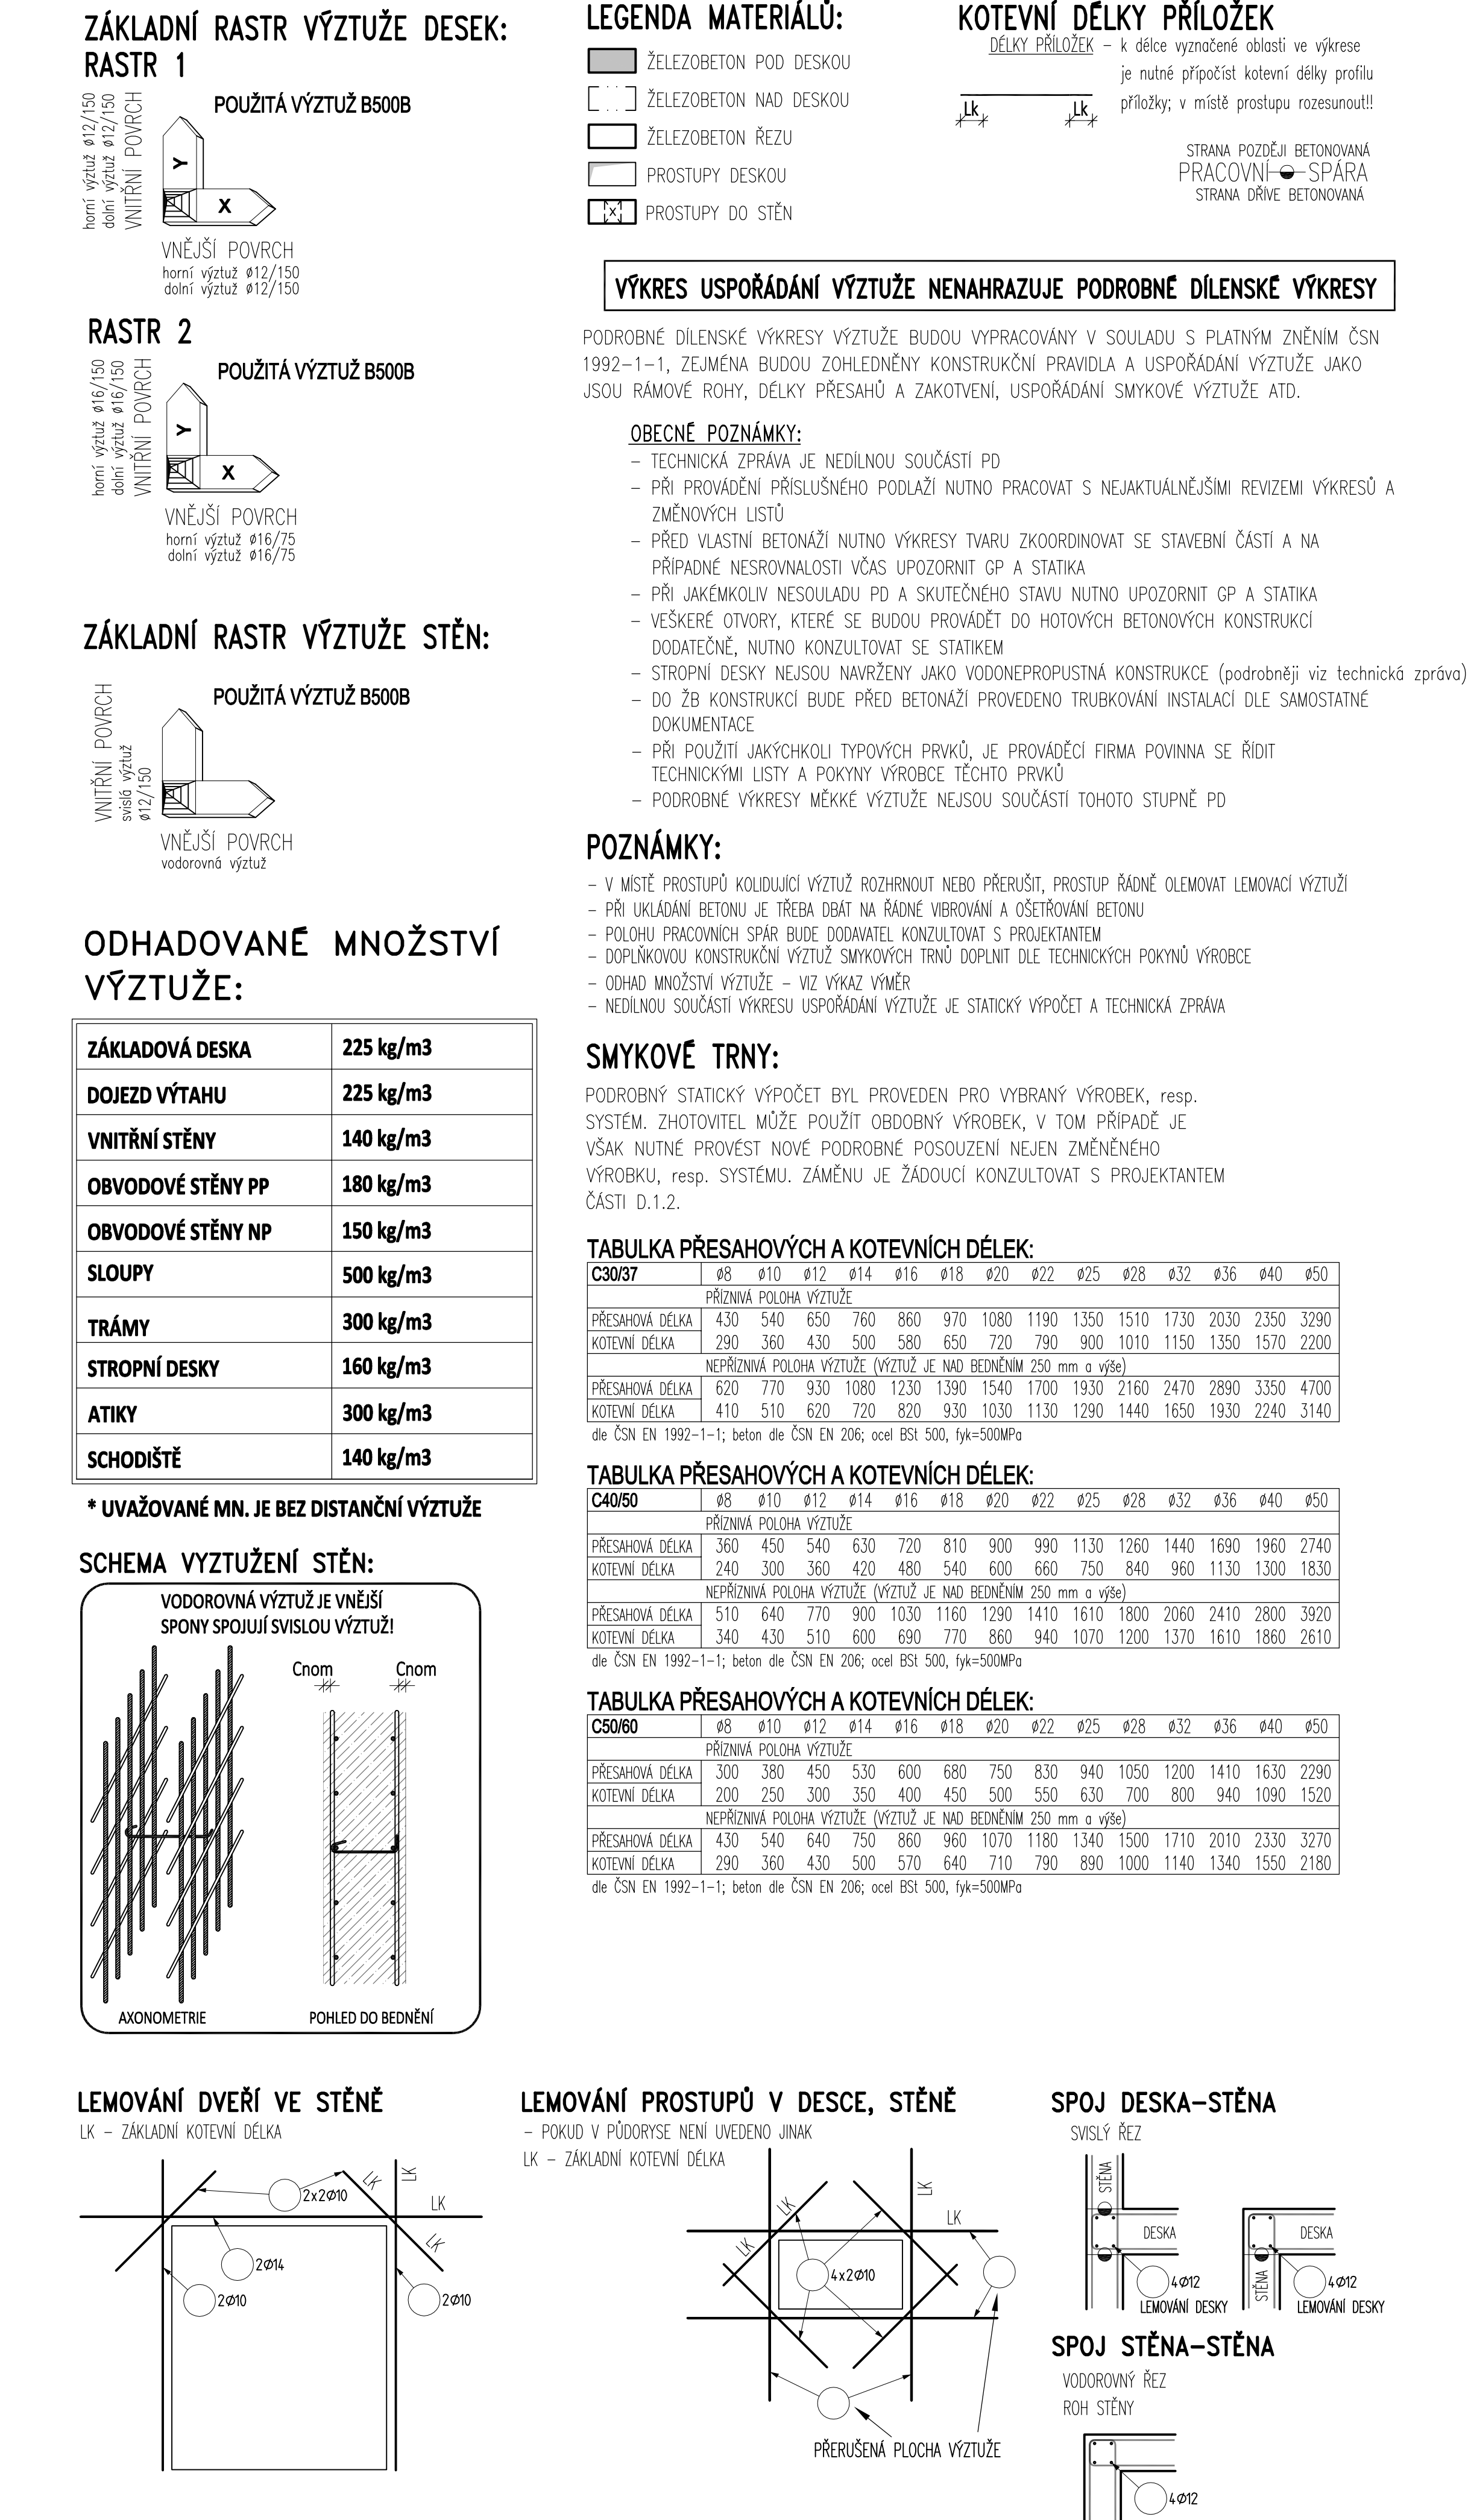 ZÁKLADNÍ RASTR VÝZTUŽE DESEK:
RASTR 1
POUŽITÁ VÝZTUŽ B500B
horní výztuž ø12/150
dolní výztuž ø12/150
VNITŘNÍ POVRCH
Y
X
VNĚJŠÍ POVRCH
horní výztuž ø12/150
dolní výztuž ø12/150
RASTR 2
POUŽITÁ VÝZTUŽ B500B
horní výztuž ø16/150
dolní výztuž ø16/150
VNITŘNÍ POVRCH
Y
X
VNĚJŠÍ POVRCH
horní výztuž ø16/75
dolní výztuž ø16/75
ZÁKLADNÍ RASTR VÝZTUŽE STĚN:
POUŽITÁ VÝZTUŽ B500B
VNITŘNÍ POVRCH
svislá výztuž
ø12/150
VNĚJŠÍ POVRCH
vodorovná výztuž
ODHADOVANÉ MNOŽSTVÍ
VÝZTUŽE:
ZÁKLADOVÁ DESKA 225 kg/m3
DOJEZD VÝTAHU 225 kg/m3
VNITŘNÍ STĚNY 140 kg/m3
OBVODOVÉ STĚNY PP 180 kg/m3
OBVODOVÉ STĚNY NP 150 kg/m3
SLOUPY 500 kg/m3
TRÁMY 300 kg/m3
STROPNÍ DESKY 160 kg/m3
ATIKY 300 kg/m3
SCHODIŠTĚ 140 kg/m3
* UVAŽOVANÉ MN. JE BEZ DISTANČNÍ VÝZTUŽE
SCHEMA VYZTUŽENÍ STĚN:
VODOROVNÁ VÝZTUŽ JE VNĚJŠÍ
SPONY SPOJUJÍ SVISLOU VÝZTUŽ!
Cnom Cnom
AXONOMETRIE POHLED DO BEDNĚNÍ
LEGENDA MATERIÁLŮ:
ŽELEZOBETON POD DESKOU
ŽELEZOBETON NAD DESKOU
ŽELEZOBETON ŘEZU
PROSTUPY DESKOU
x PROSTUPY DO STĚN
KOTEVNÍ DÉLKY PŘÍLOŽEK
DÉLKY PŘÍLOŽEK – k délce vyznačené oblasti ve výkrese
je nutné přípočíst kotevní délky profilu
příložky; v místě prostupu rozesunout!!
Lk Lk
STRANA POZDĚJI BETONOVANÁ
PRACOVNÍ SPÁRA
STRANA DŘÍVE BETONOVANÁ
VÝKRES USPOŘÁDÁNÍ VÝZTUŽE NENAHRAZUJE PODROBNÉ DÍLENSKÉ VÝKRESY
PODROBNÉ DÍLENSKÉ VÝKRESY VÝZTUŽE BUDOU VYPRACOVÁNY V SOULADU S PLATNÝM ZNĚNÍM ČSN
1992–1–1, ZEJMÉNA BUDOU ZOHLEDNĚNY KONSTRUKČNÍ PRAVIDLA A USPOŘÁDÁNÍ VÝZTUŽE JAKO
JSOU RÁMOVÉ ROHY, DÉLKY PŘESAHŮ A ZAKOTVENÍ, USPOŘÁDÁNÍ SMYKOVÉ VÝZTUŽE ATD.
OBECNÉ POZNÁMKY:
– TECHNICKÁ ZPRÁVA JE NEDÍLNOU SOUČÁSTÍ PD
– PŘI PROVÁDĚNÍ PŘÍSLUŠNÉHO PODLAŽÍ NUTNO PRACOVAT S NEJAKTUÁLNĚJŠÍMI REVIZEMI VÝKRESŮ A
ZMĚNOVÝCH LISTŮ
– PŘED VLASTNÍ BETONÁŽÍ NUTNO VÝKRESY TVARU ZKOORDINOVAT SE STAVEBNÍ ČÁSTÍ A NA
PŘÍPADNÉ NESROVNALOSTI VČAS UPOZORNIT GP A STATIKA
– PŘI JAKÉMKOLIV NESOULADU PD A SKUTEČNÉHO STAVU NUTNO UPOZORNIT GP A STATIKA
– VEŠKERÉ OTVORY, KTERÉ SE BUDOU PROVÁDĚT DO HOTOVÝCH BETONOVÝCH KONSTRUKCÍ
DODATEČNĚ, NUTNO KONZULTOVAT SE STATIKEM
– STROPNÍ DESKY NEJSOU NAVRŽENY JAKO VODONEPROPUSTNÁ KONSTRUKCE (podrobněji viz technická zpráva)
– DO ŽB KONSTRUKCÍ BUDE PŘED BETONÁŽÍ PROVEDENO TRUBKOVÁNÍ INSTALACÍ DLE SAMOSTATNÉ
DOKUMENTACE
– PŘI POUŽITÍ JAKÝCHKOLI TYPOVÝCH PRVKŮ, JE PROVÁDĚCÍ FIRMA POVINNA SE ŘÍDIT
TECHNICKÝMI LISTY A POKYNY VÝROBCE TĚCHTO PRVKŮ
– PODROBNÉ VÝKRESY MĚKKÉ VÝZTUŽE NEJSOU SOUČÁSTÍ TOHOTO STUPNĚ PD
POZNÁMKY:
– V MÍSTĚ PROSTUPŮ KOLIDUJÍCÍ VÝZTUŽ ROZHRNOUT NEBO PŘERUŠIT, PROSTUP ŘÁDNĚ OLEMOVAT LEMOVACÍ VÝZTUŽÍ
– PŘI UKLÁDÁNÍ BETONU JE TŘEBA DBÁT NA ŘÁDNÉ VIBROVÁNÍ A OŠETŘOVÁNÍ BETONU
– POLOHU PRACOVNÍCH SPÁR BUDE DODAVATEL KONZULTOVAT S PROJEKTANTEM
– DOPLŇKOVOU KONSTRUKČNÍ VÝZTUŽ SMYKOVÝCH TRNŮ DOPLNIT DLE TECHNICKÝCH POKYNŮ VÝROBCE
– ODHAD MNOŽSTVÍ VÝZTUŽE – VIZ VÝKAZ VÝMĚR
– NEDÍLNOU SOUČÁSTÍ VÝKRESU USPOŘÁDÁNÍ VÝZTUŽE JE STATICKÝ VÝPOČET A TECHNICKÁ ZPRÁVA
SMYKOVÉ TRNY:
PODROBNÝ STATICKÝ VÝPOČET BYL PROVEDEN PRO VYBRANÝ VÝROBEK, resp.
SYSTÉM. ZHOTOVITEL MŮŽE POUŽÍT OBDOBNÝ VÝROBEK, V TOM PŘÍPADĚ JE
VŠAK NUTNÉ PROVÉST NOVÉ PODROBNÉ POSOUZENÍ NEJEN ZMĚNĚNÉHO
VÝROBKU, resp. SYSTÉMU. ZÁMĚNU JE ŽÁDOUCÍ KONZULTOVAT S PROJEKTANTEM
ČÁSTI D.1.2.
TABULKA PŘESAHOVÝCH A KOTEVNÍCH DÉLEK:
C30/37 ø8 ø10 ø12 ø14 ø16 ø18 ø20 ø22 ø25 ø28 ø32 ø36 ø40 ø50
PŘÍZNIVÁ POLOHA VÝZTUŽE
PŘESAHOVÁ DÉLKA 430 540 650 760 860 970 1080 1190 1350 1510 1730 2030 2350 3290
KOTEVNÍ DÉLKA 290 360 430 500 580 650 720 790 900 1010 1150 1350 1570 2200
NEPŘÍZNIVÁ POLOHA VÝZTUŽE (VÝZTUŽ JE NAD BEDNĚNÍM 250 mm a výše)
PŘESAHOVÁ DÉLKA 620 770 930 1080 1230 1390 1540 1700 1930 2160 2470 2890 3350 4700
KOTEVNÍ DÉLKA 410 510 620 720 820 930 1030 1130 1290 1440 1650 1930 2240 3140
dle ČSN EN 1992–1–1; beton dle ČSN EN 206; ocel BSt 500, fyk=500MPa
TABULKA PŘESAHOVÝCH A KOTEVNÍCH DÉLEK:
C40/50 ø8 ø10 ø12 ø14 ø16 ø18 ø20 ø22 ø25 ø28 ø32 ø36 ø40 ø50
PŘÍZNIVÁ POLOHA VÝZTUŽE
PŘESAHOVÁ DÉLKA 360 450 540 630 720 810 900 990 1130 1260 1440 1690 1960 2740
KOTEVNÍ DÉLKA 240 300 360 420 480 540 600 660 750 840 960 1130 1300 1830
NEPŘÍZNIVÁ POLOHA VÝZTUŽE (VÝZTUŽ JE NAD BEDNĚNÍM 250 mm a výše)
PŘESAHOVÁ DÉLKA 510 640 770 900 1030 1160 1290 1410 1610 1800 2060 2410 2800 3920
KOTEVNÍ DÉLKA 340 430 510 600 690 770 860 940 1070 1200 1370 1610 1860 2610
dle ČSN EN 1992–1–1; beton dle ČSN EN 206; ocel BSt 500, fyk=500MPa
TABULKA PŘESAHOVÝCH A KOTEVNÍCH DÉLEK:
C50/60 ø8 ø10 ø12 ø14 ø16 ø18 ø20 ø22 ø25 ø28 ø32 ø36 ø40 ø50
PŘÍZNIVÁ POLOHA VÝZTUŽE
PŘESAHOVÁ DÉLKA 300 380 450 530 600 680 750 830 940 1050 1200 1410 1630 2290
KOTEVNÍ DÉLKA 200 250 300 350 400 450 500 550 630 700 800 940 1090 1520
NEPŘÍZNIVÁ POLOHA VÝZTUŽE (VÝZTUŽ JE NAD BEDNĚNÍM 250 mm a výše)
PŘESAHOVÁ DÉLKA 430 540 640 750 860 960 1070 1180 1340 1500 1710 2010 2330 3270
KOTEVNÍ DÉLKA 290 360 430 500 570 640 710 790 890 1000 1140 1340 1550 2180
dle ČSN EN 1992–1–1; beton dle ČSN EN 206; ocel BSt 500, fyk=500MPa
LEMOVÁNÍ DVEŘÍ VE STĚNĚ
LK – ZÁKLADNÍ KOTEVNÍ DÉLKA
2x2Ø10
LK
LK
LK
LK
2Ø14
2Ø10
2Ø10
LEMOVÁNÍ PROSTUPŮ V DESCE, STĚNĚ
– POKUD V PŮDORYSE NENÍ UVEDENO JINAK
LK – ZÁKLADNÍ KOTEVNÍ DÉLKA
LK
LK
LK
LK
4x2Ø10
PŘERUŠENÁ PLOCHA VÝZTUŽE
SPOJ DESKA–STĚNA
SVISLÝ ŘEZ
STĚNA
DESKA
4Ø12
LEMOVÁNÍ DESKY
DESKA
STĚNA
4Ø12
LEMOVÁNÍ DESKY
SPOJ STĚNA–STĚNA
VODOROVNÝ ŘEZ
ROH STĚNY
4Ø12